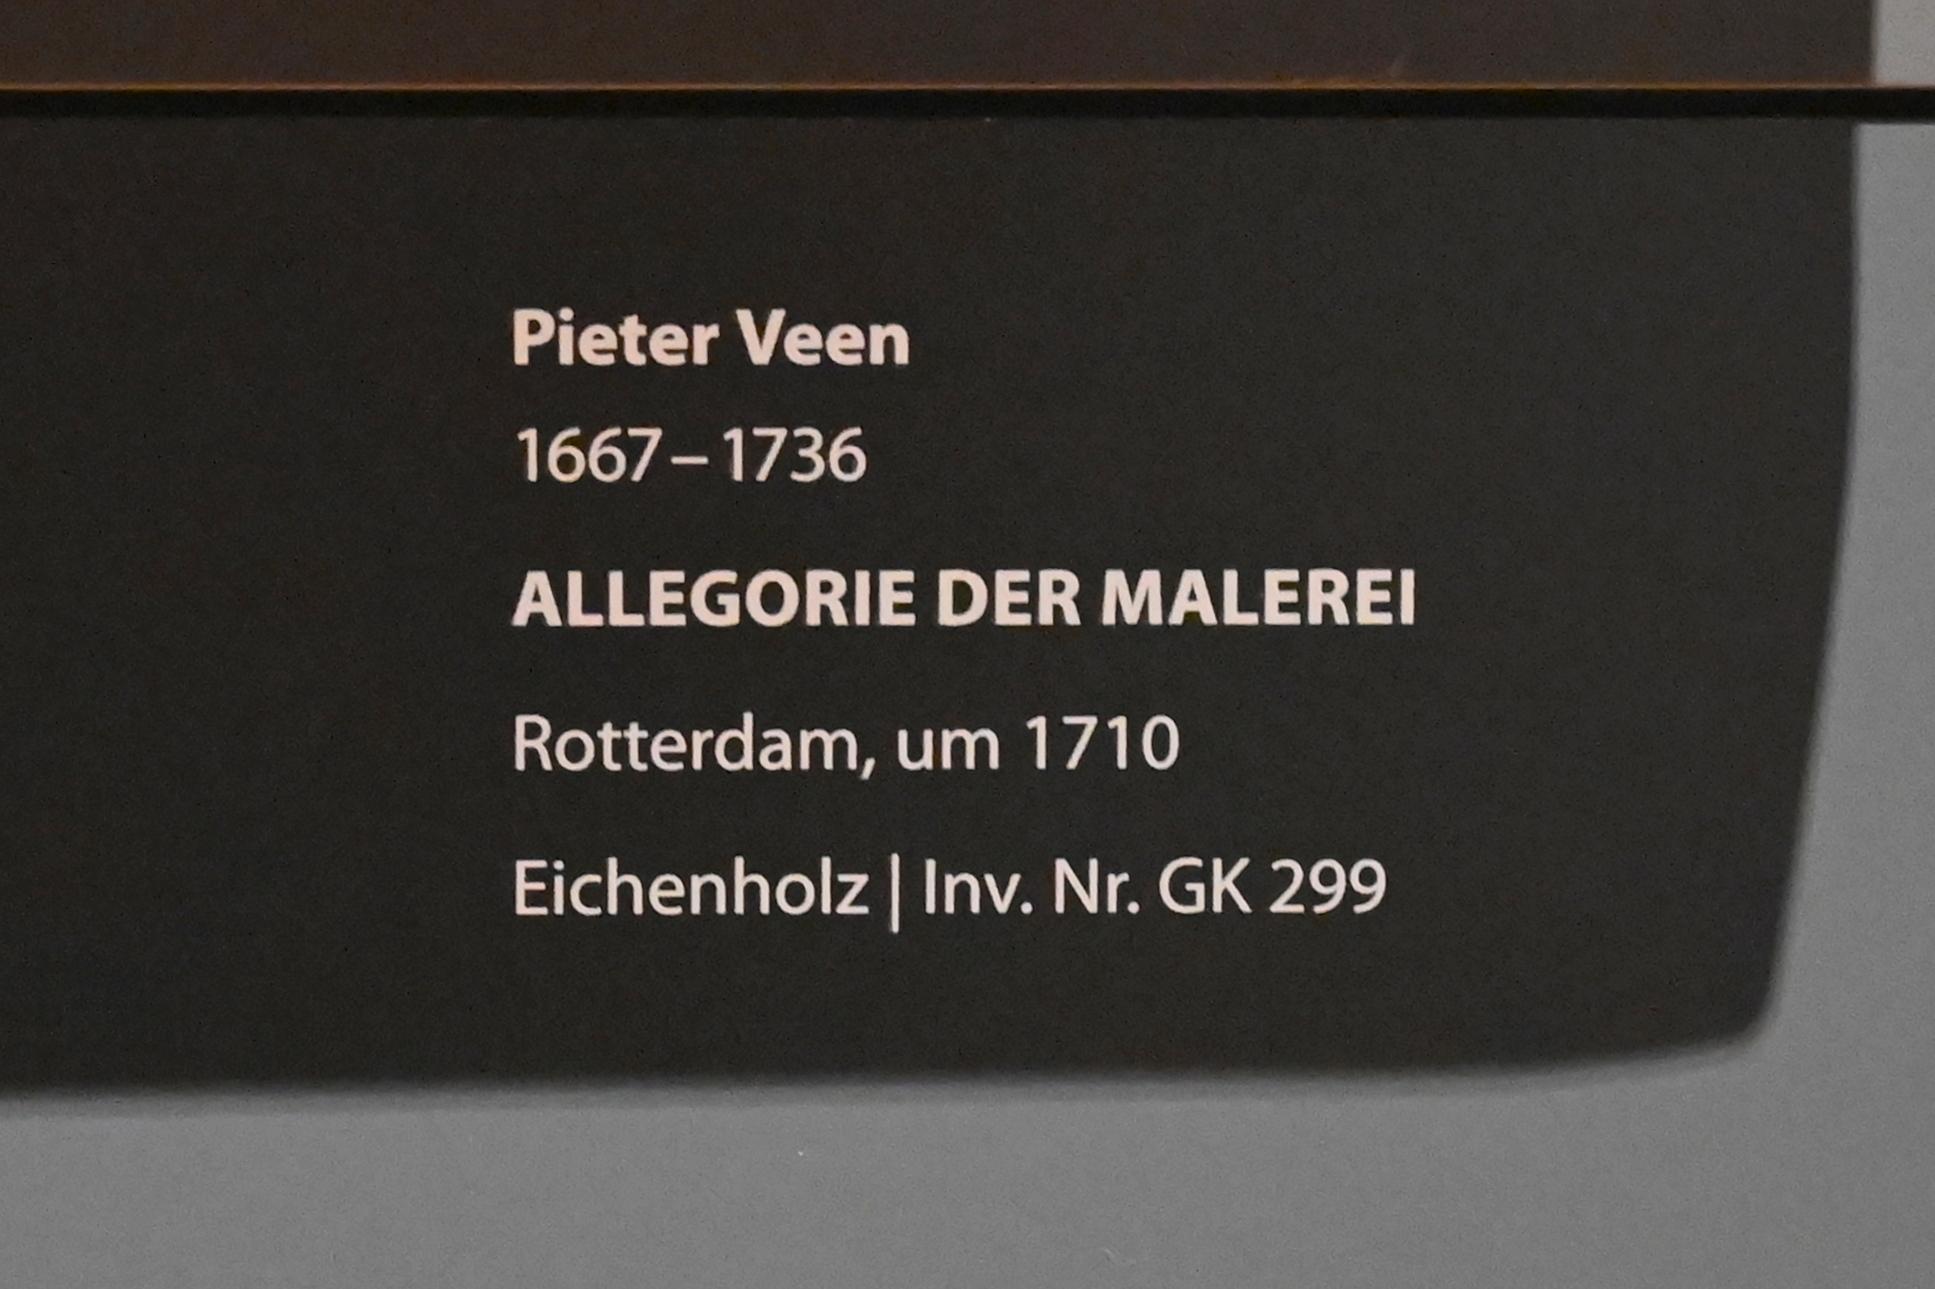 Pieter Veen
1667 – 1736
ALLEGORIE DER MALEREI
Rotterdam, um 1710
Eichenholz | Inv. Nr. GK 299